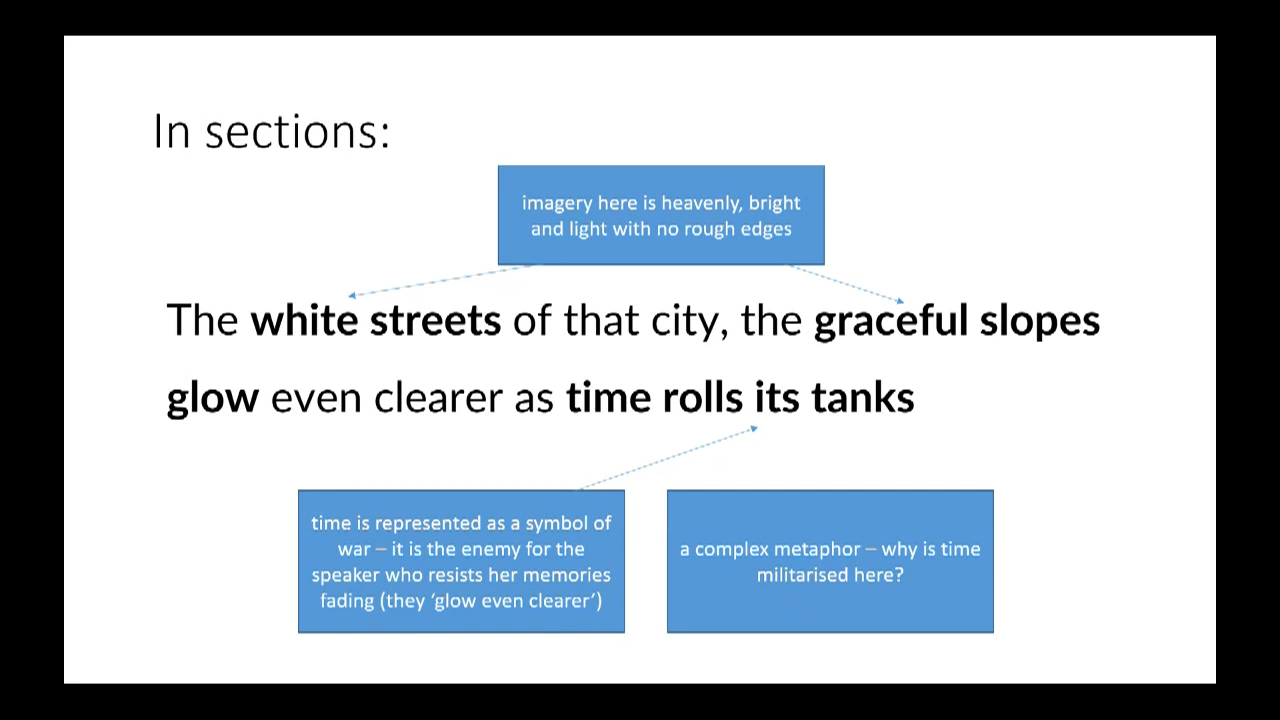 In sections:
imagery here is heavenly, bright
and light with no rough edges
The white streets of that city, the graceful slopes
glow even clearer as time rolls its tanks
time is represented as a symbol of
war – it is the enemy for the
speaker who resists her memories
fading (they ‘glow even clearer’)
a complex metaphor – why is time
militarised here?